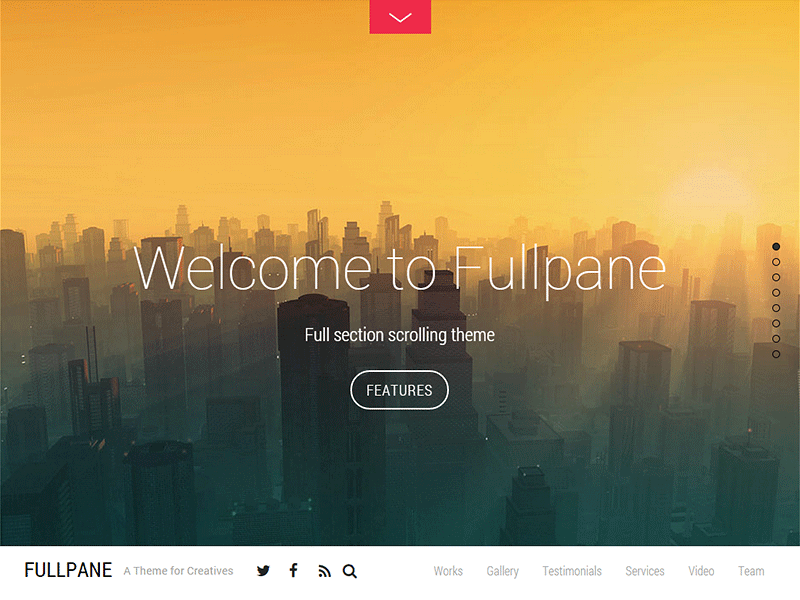 Welcome to Fullpane
Full section scrolling theme
FEATURES
FULLPANE A Theme for Creatives Works Gallery Testimonials Services Video Team